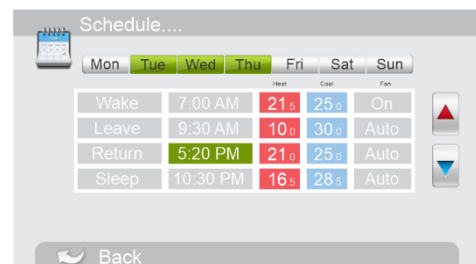 Schedule....
Mon Tue Wed Thu Fri Sat Sun
Heat Cool Fan
Wake 7:00 AM 21.5 25.0 On
Leave 9:30 AM 10.0 30.0 Auto
Return 5:20 PM 21.0 25.0 Auto
Sleep 10:30 PM 16.5 28.5 Auto
Back